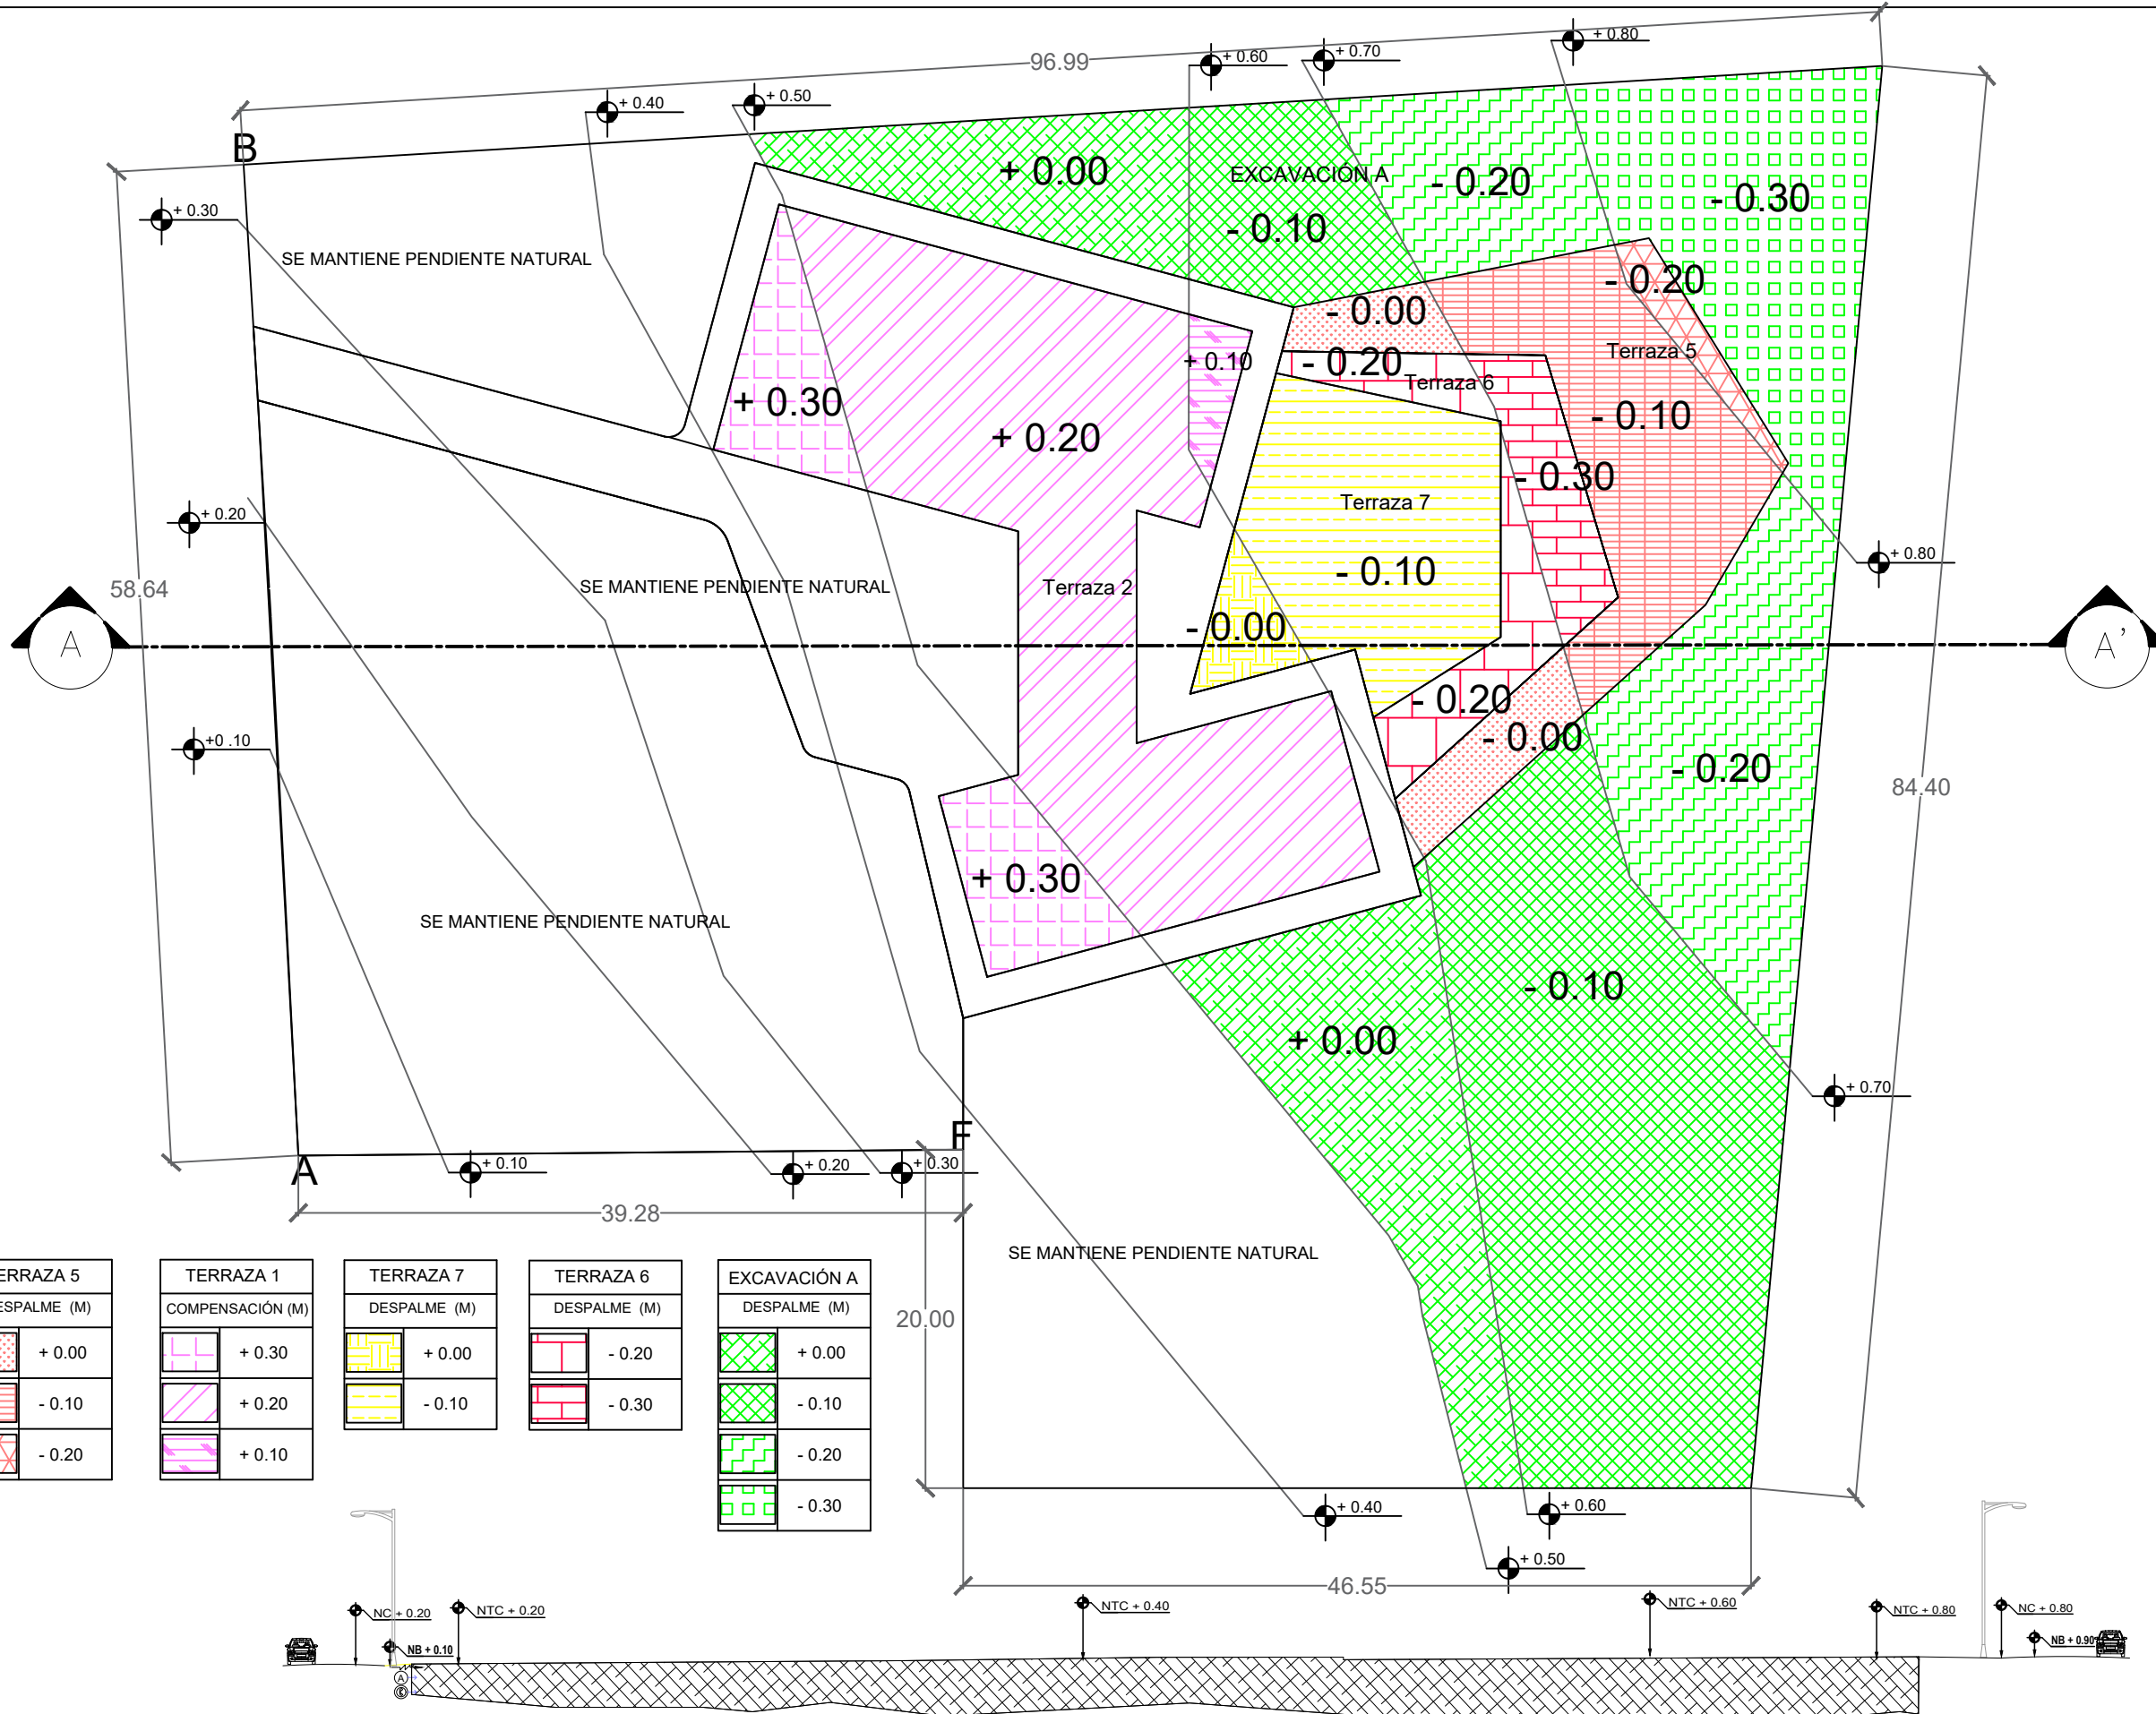 96.99
+ 0.60
+ 0.70
+ 0.80
+ 0.40
+ 0.50
B
+ 0.00
EXCAVACIÓN A
- 0.20
- 0.30
- 0.10
+ 0.30
SE MANTIENE PENDIENTE NATURAL
- 0.20
- 0.00
Terraza 5
+ 0.10
- 0.20
Terraza 6
+ 0.30
- 0.10
+ 0.20
- 0.30
Terraza 7
+ 0.20
+ 0.80
58.64
SE MANTIENE PENDIENTE NATURAL
Terraza 2
- 0.10
- 0.00
A
A'
- 0.20
- 0.00
+0 .10
- 0.20
84.40
+ 0.30
SE MANTIENE PENDIENTE NATURAL
- 0.10
+ 0.00
+ 0.70
F
A
+ 0.10
+ 0.20
+ 0.30
39.28
SE MANTIENE PENDIENTE NATURAL
20.00
ERRAZA 5
ESPALME (M)
+ 0.00
- 0.10
- 0.20
TERRAZA 1
COMPENSACIÓN (M)
+ 0.30
+ 0.20
+ 0.10
TERRAZA 7
DESPALME (M)
+ 0.00
- 0.10
TERRAZA 6
DESPALME (M)
- 0.20
- 0.30
EXCAVACIÓN A
DESPALME (M)
+ 0.00
- 0.10
- 0.20
- 0.30
+ 0.40
+ 0.60
+ 0.50
46.55
NC + 0.20
NTC + 0.20
NTC + 0.40
NTC + 0.60
NTC + 0.80
NC + 0.80
NB + 0.10
NB + 0.90
A